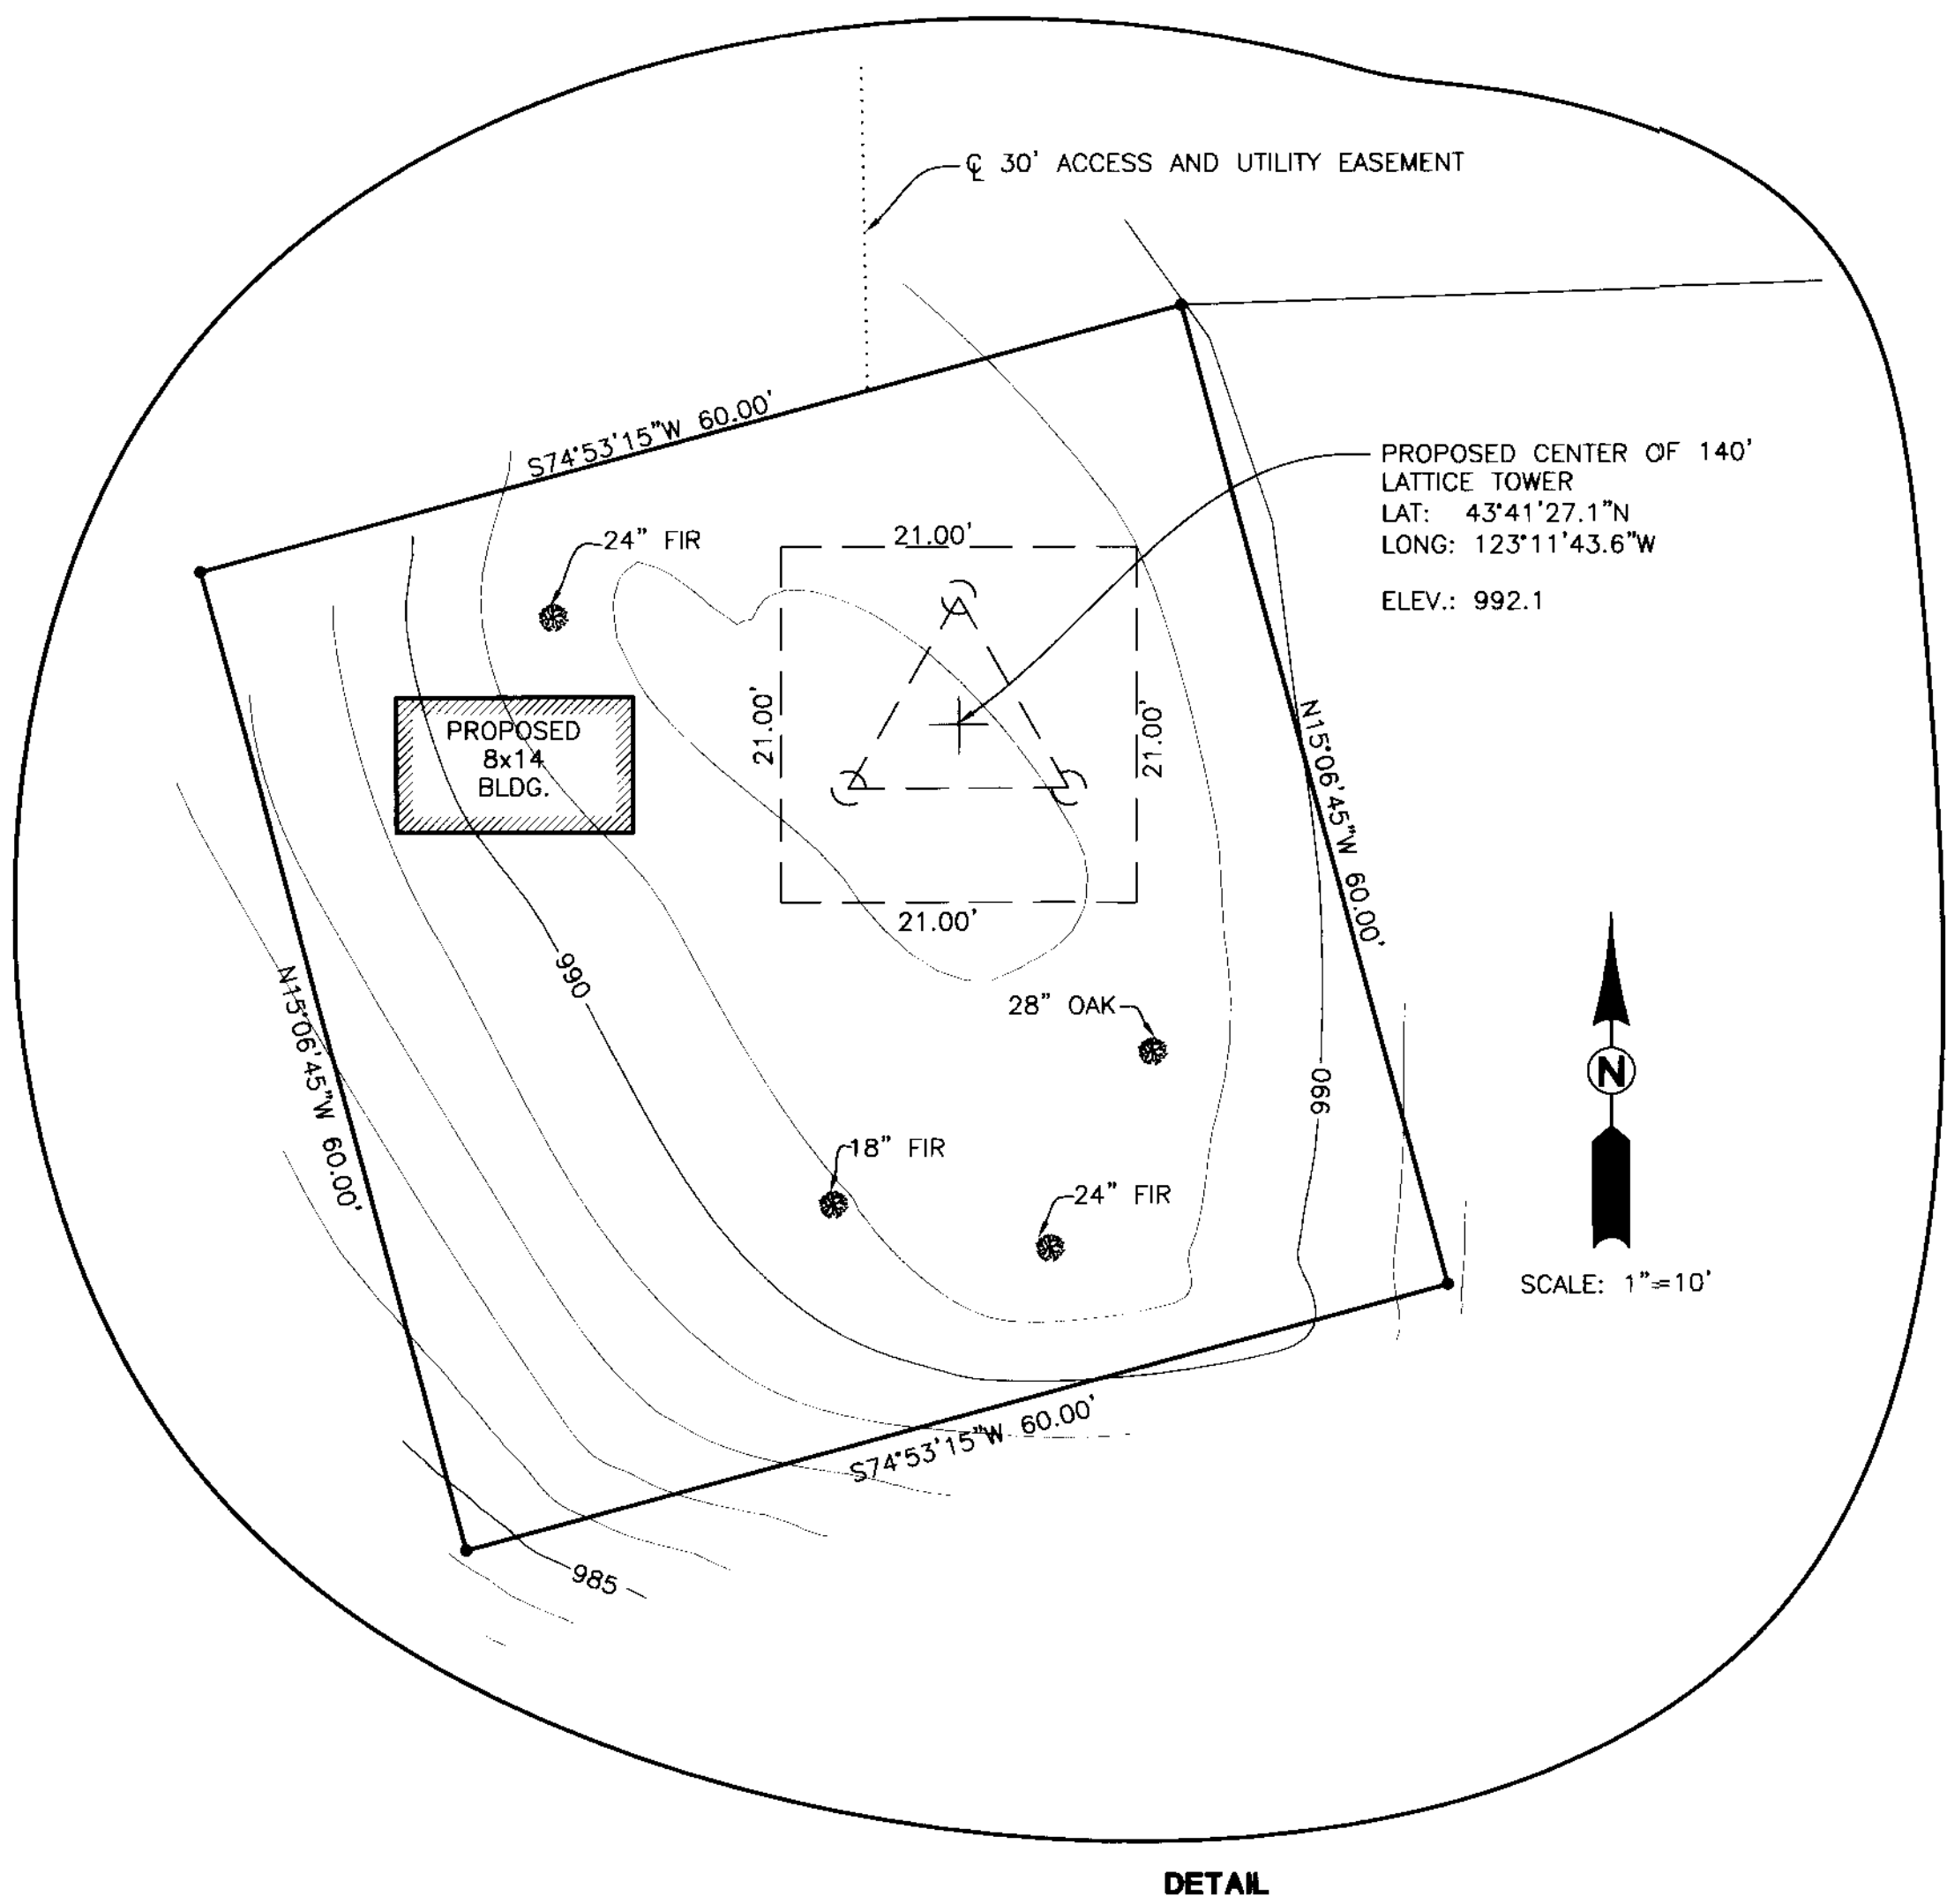 ℄ 30' ACCESS AND UTILITY EASEMENT
S74°53'15"W 60.00'
PROPOSED CENTER OF 140'
LATTICE TOWER
LAT: 43°41'27.1"N
LONG: 123°11'43.6"W
ELEV.: 992.1
24" FIR
21.00'
21.00'
21.00'
21.00'
PROPOSED
8x14
BLDG.
N15°06'45"W 60.00'
990
N15°06'45"W 60.00'
28" OAK
990
18" FIR
24" FIR
N
SCALE: 1"=10'
S74°53'15"W 60.00'
985
DETAIL